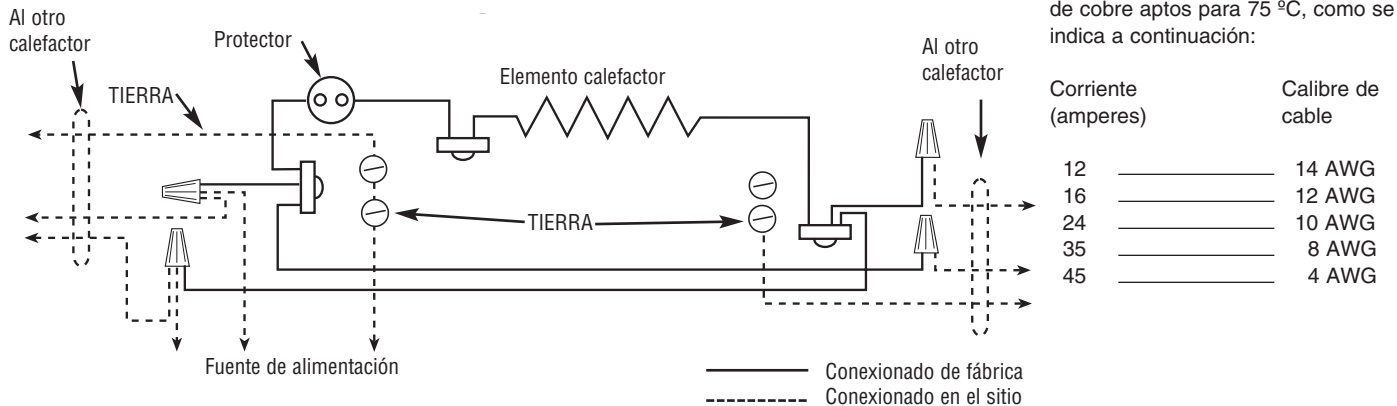 Al otro
calefactor
TIERRA
Protector
Elemento calefactor
Al otro
calefactor
TIERRA
Fuente de alimentación
Conexionado de fábrica
Conexionado en el sitio
de cobre aptos para 75 ºC, como se
indica a continuación:
Corriente Calibre de
(amperes) cable
12 14 AWG
16 12 AWG
24 10 AWG
35 8 AWG
45 4 AWG